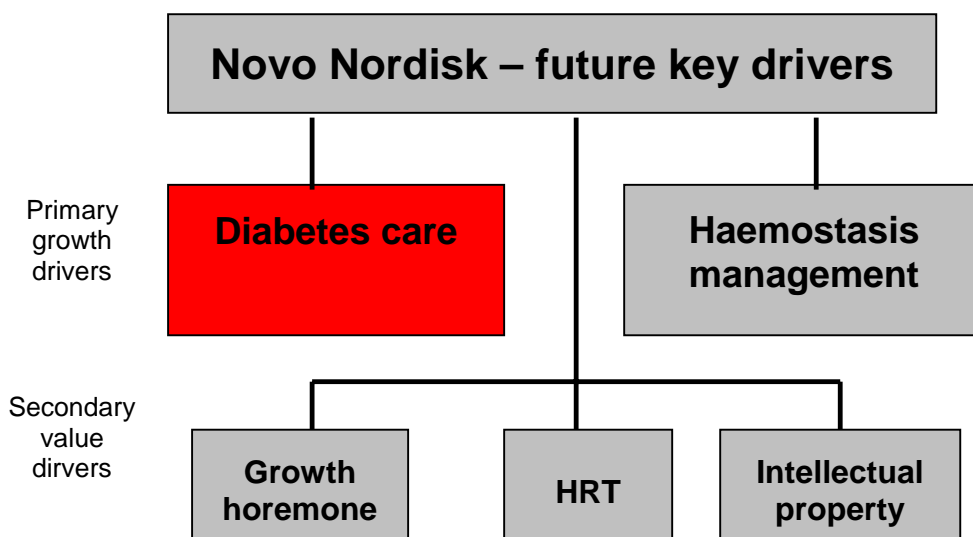 Novo Nordisk – future key drivers
Primary
growth
drivers
Diabetes care
Haemostasis
management
Secondary
value
dirvers
Growth
horemone
HRT
Intellectual
property